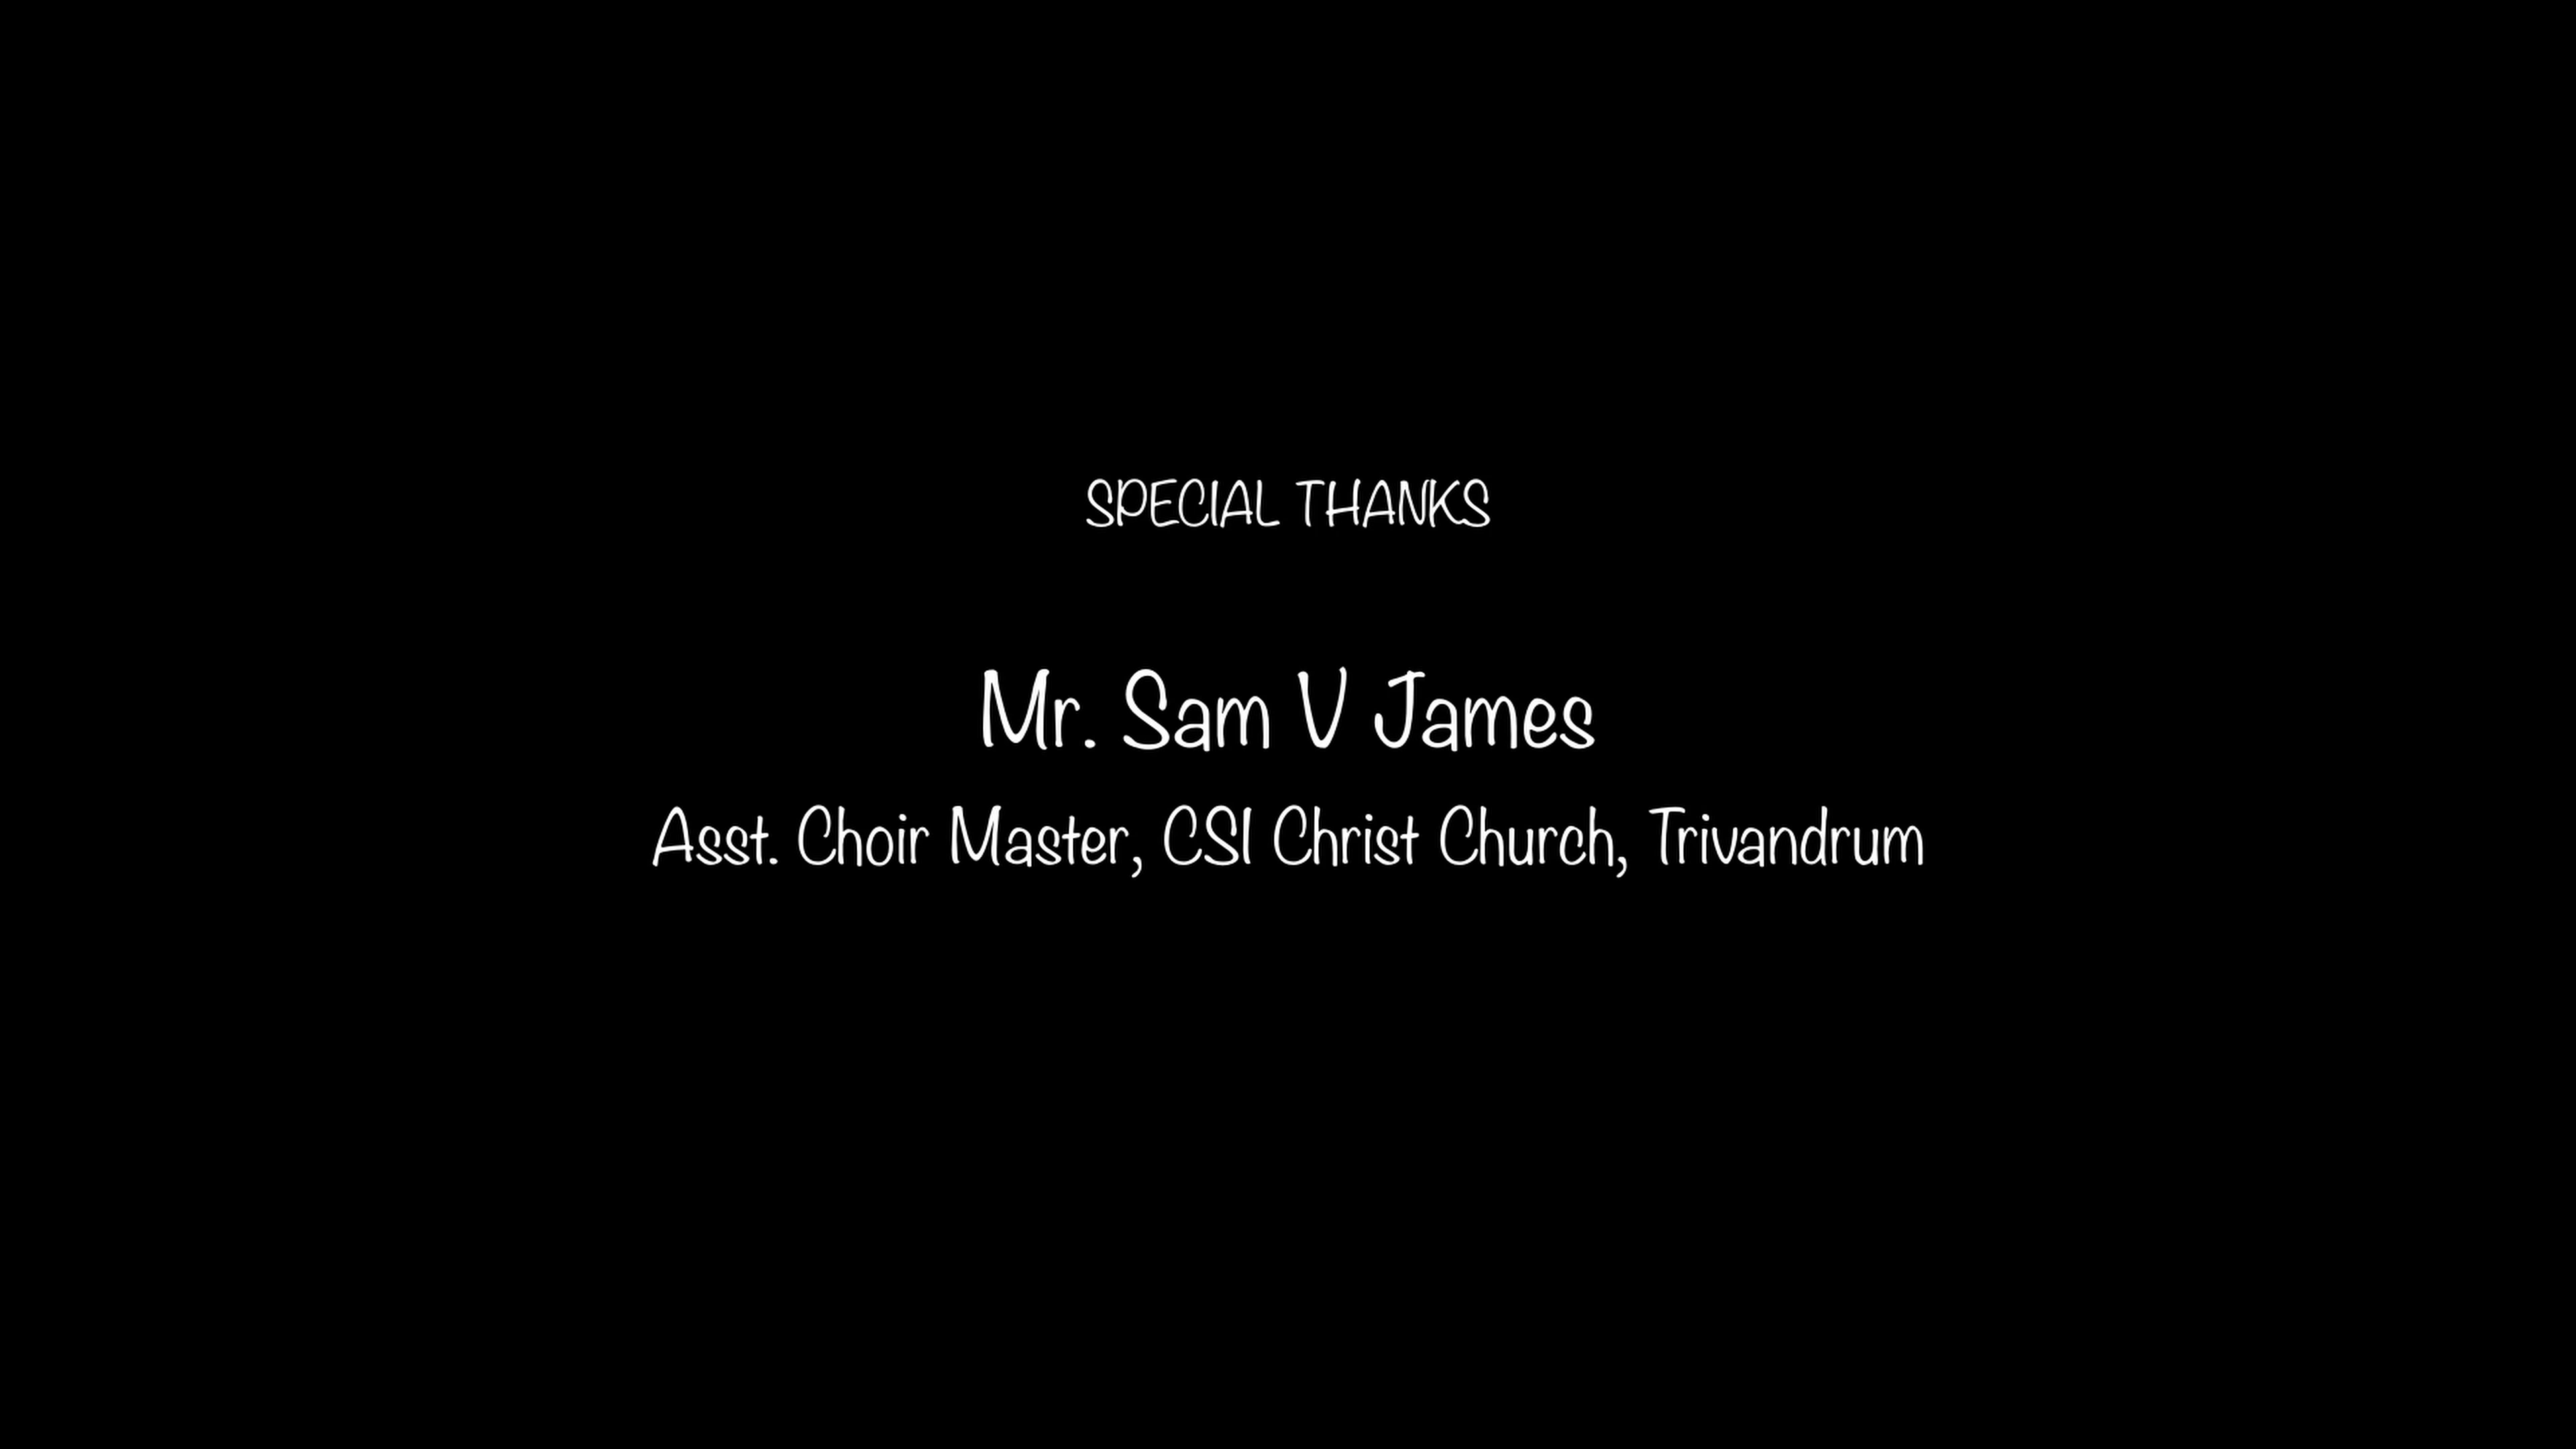 SPECIAL THANKS
Mr. Sam V James
Asst. Choir Master, CSI Christ Church, Trivandrum